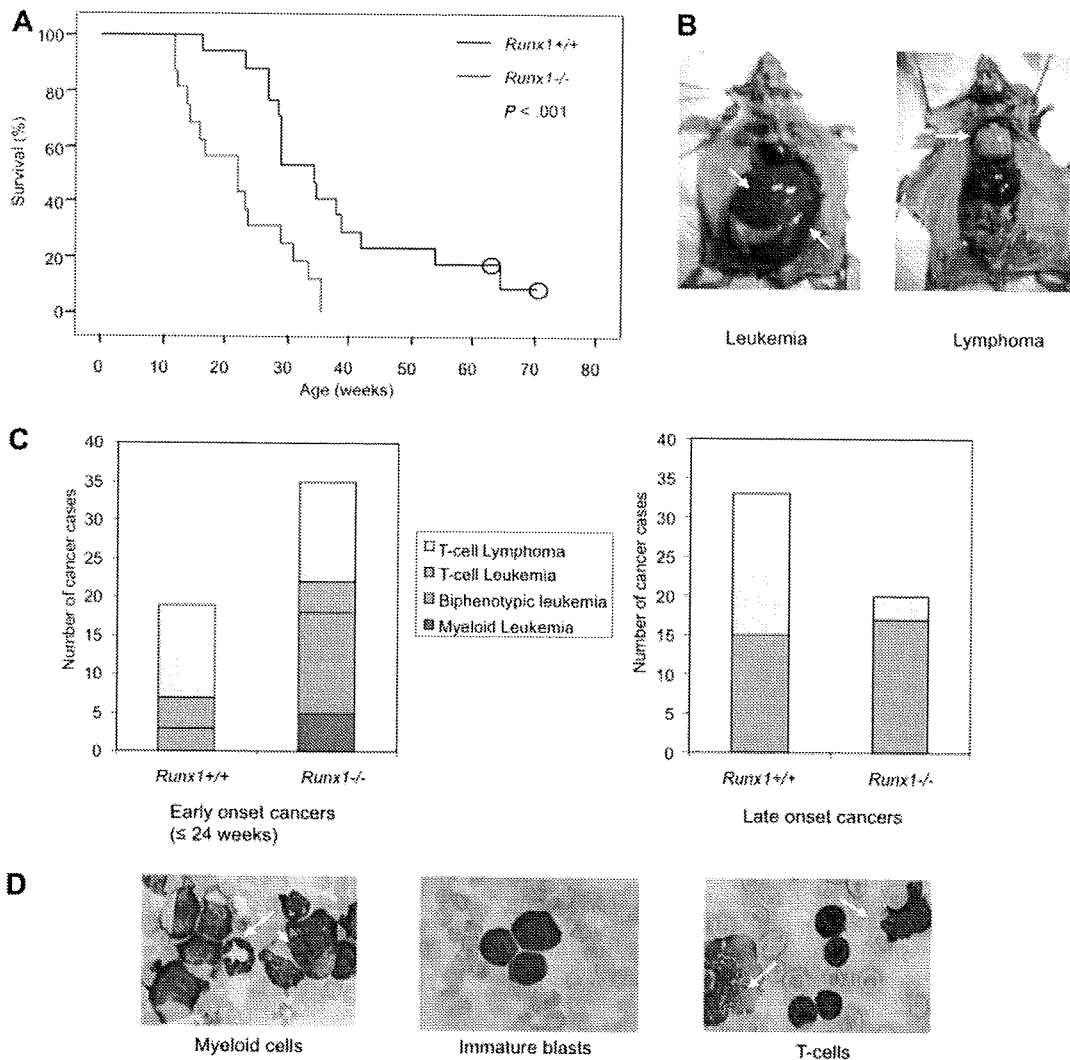 A
100
80
60
40
20
0
Survival (%)
Runx1+/+
Runx1-/-
P < .001
0 10 20 30 40 50 60 70 80
Age (weeks)
B
Leukemia
Lymphoma
C
40
35
30
25
20
15
10
5
0
Number of cancer cases
Runx1+/+
Runx1-/-
Early onset cancers
(≤ 24 weeks)
T-cell Lymphoma
T-cell Leukemia
Biphenotypic leukemia
Myeloid Leukemia
40
35
30
25
20
15
10
5
0
Number of cancer cases
Runx1+/+
Runx1-/-
Late onset cancers
D
Myeloid cells
Immature blasts
T-cells